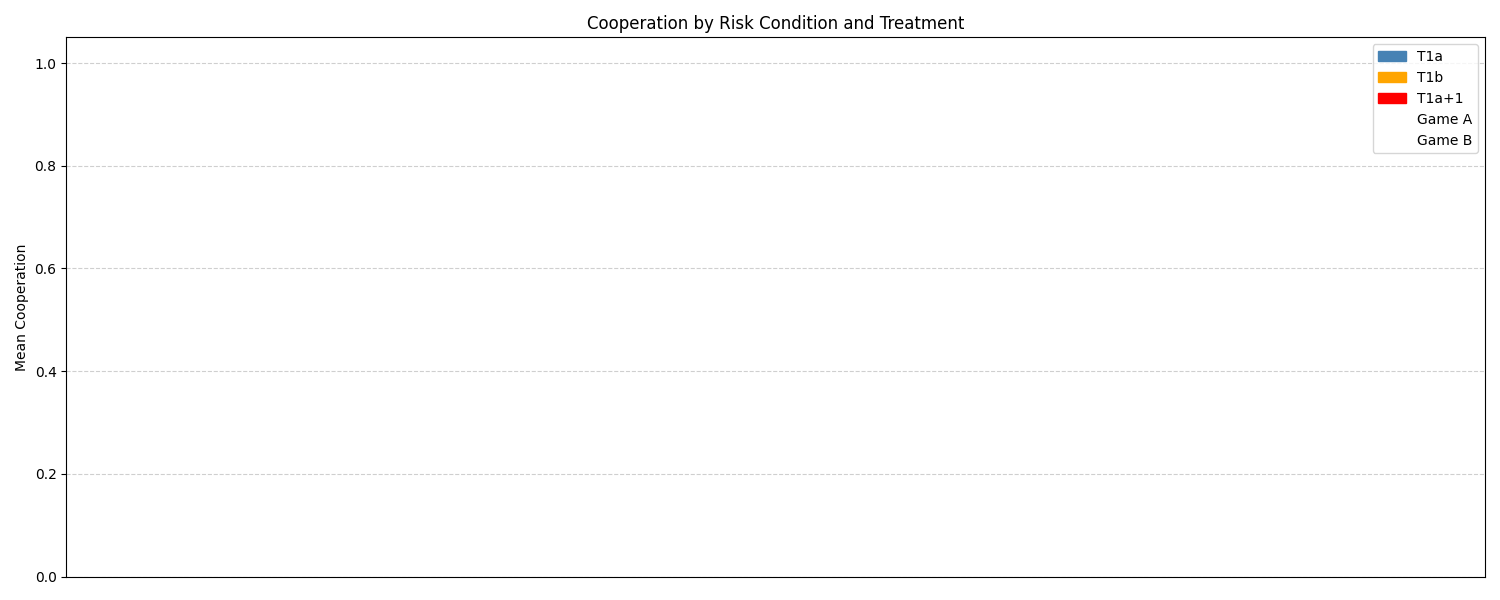 Cooperation by Risk Condition and Treatment
Mean Cooperation
1.0
0.8
0.6
0.4
0.2
0.0
T1a
T1b
T1a+1
Game A
Game B